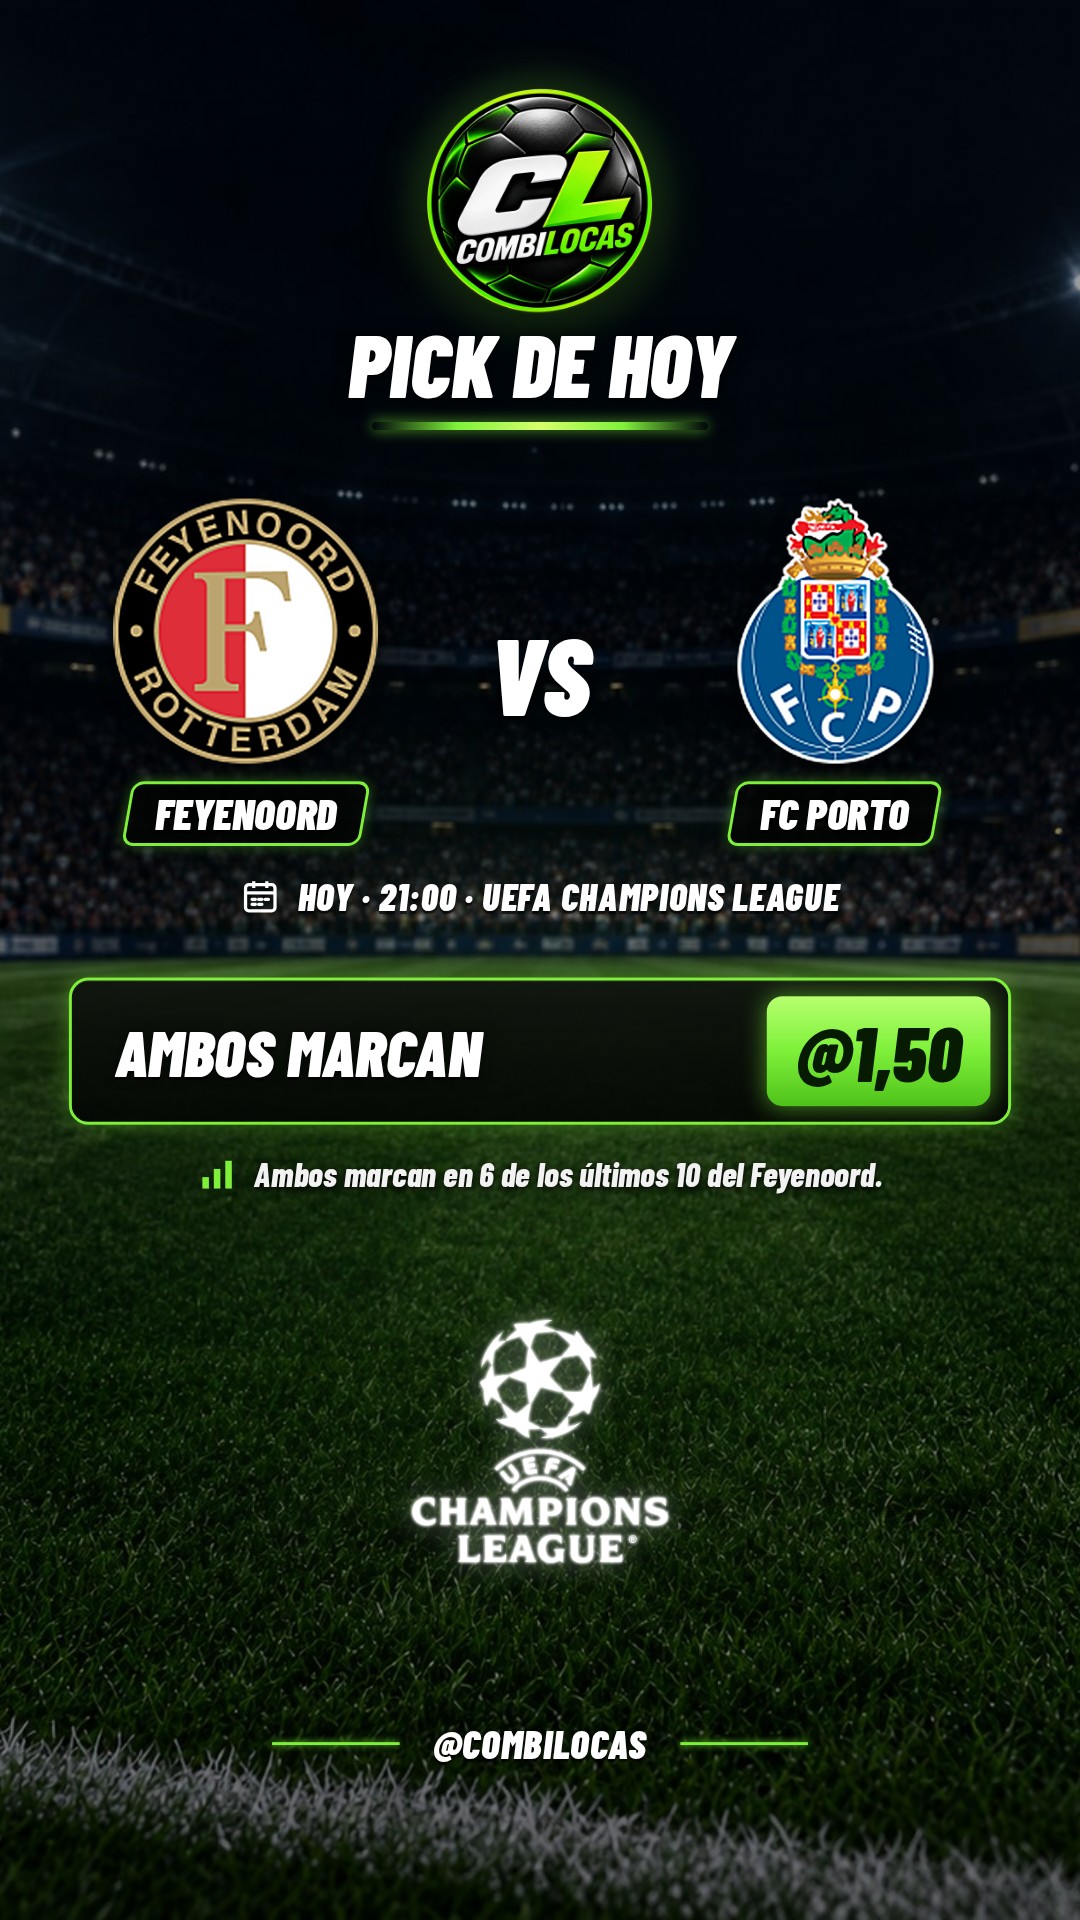 CL
COMBILOCAS
PICK DE HOY
FEYENOORD
ROTTERDAM
F
VS
FCP
FEYENOORD
FC PORTO
HOY · 21:00 · UEFA CHAMPIONS LEAGUE
AMBOS MARCAN
@1,50
Ambos marcan en 6 de los últimos 10 del Feyenoord.
UEFA
CHAMPIONS
LEAGUE®
@COMBILOCAS